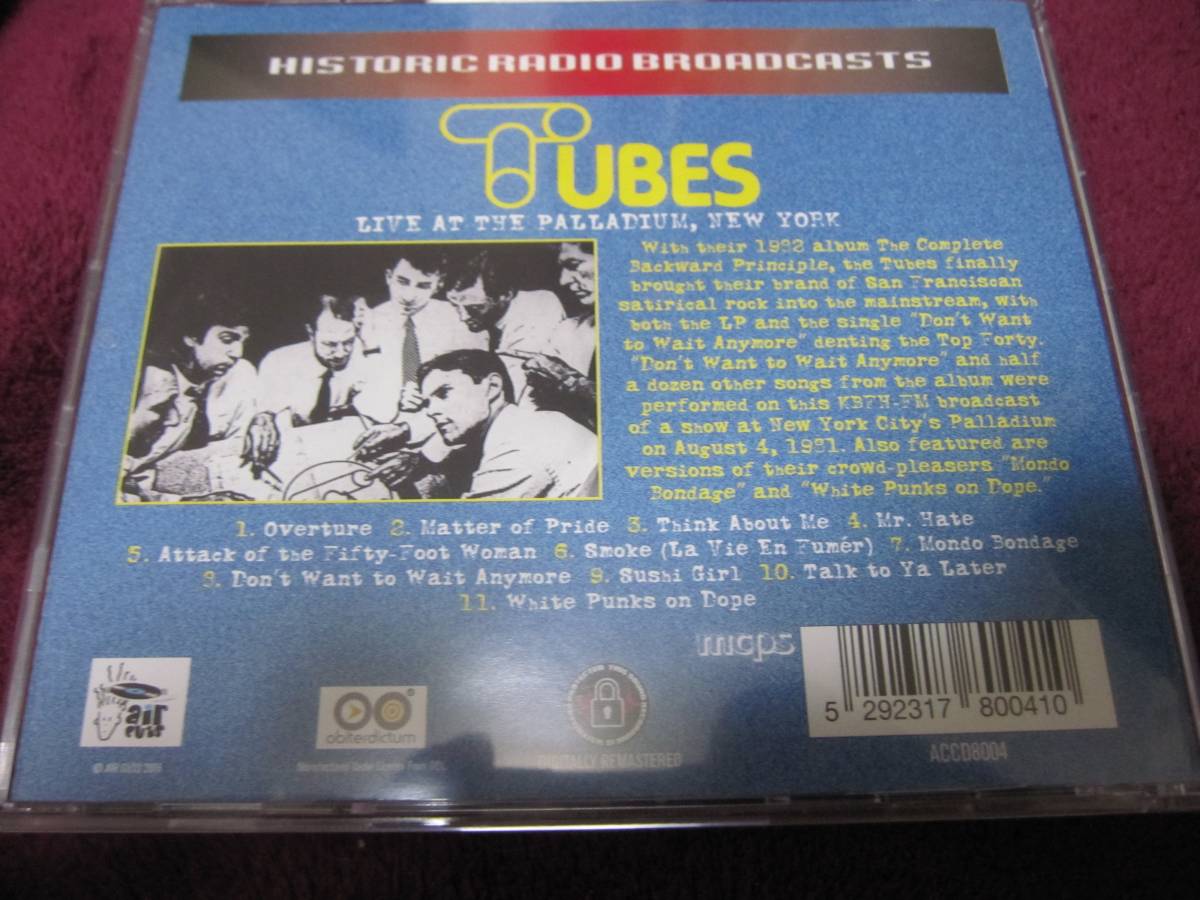 HISTORIC RADIO BROADCASTS
TUBES
LIVE AT THE PALLADIUM, NEW YORK
With their 1982 album The Complete
Backward Principle, the Tubes finally
brought their brand of San Franciscan
satirical rock into the mainstream, with
both the LP and the single "Don't Want
to Wait Anymore" denting the Top Forty.
"Don't Want to Wait Anymore" and half
a dozen other songs from the album were
performed on this KBFH-FM broadcast
of a show at New York City's Palladium
on August 4, 1981. Also featured are
versions of their crowd-pleasers "Mondo
Bondage" and "White Punks on Dope."
1. Overture 2. Matter of Pride 3. Think About Me 4. Mr. Hate
5. Attack of the Fifty-Foot Woman 6. Smoke (La Vie En Fumér) 7. Mondo Bondage
8. Don't Want to Wait Anymore 9. Sushi Girl 10. Talk to Ya Later
11. White Punks on Dope
mcps
air cuts
obiterdictum
5 292317 800410
DIGITALLY REMASTERED
ACCD8004